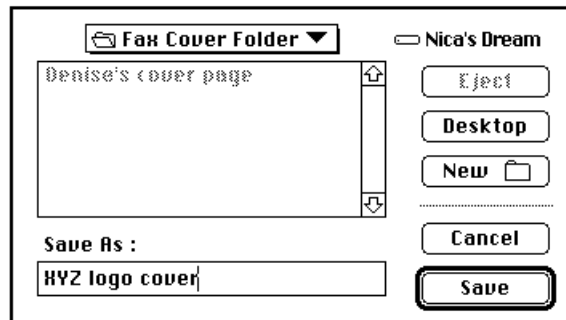 Fax Cover Folder
Nica's Dream
Denise's cover page
Eject
Desktop
New
Save As :
Cancel
XYZ logo cover
Save